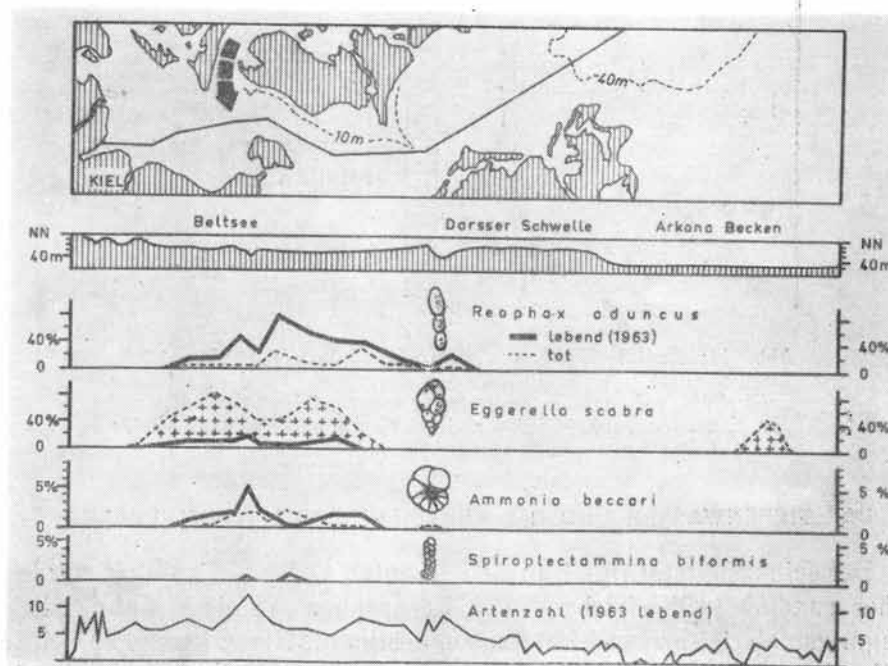 40m
10m
KIEL
Beltsee Darsser Schwelle Arkona Becken
NN NN
40m 40m
Reophax aduncus
lebend (1963)
tot
40% 40%
0 0
Eggerella scabra
40% 40%
0 0
Ammonia beccari
5% 5%
0 0
Spiroplectammina biformis
5% 5
0 0
Artenzahl (1963 lebend)
10 10
5 5